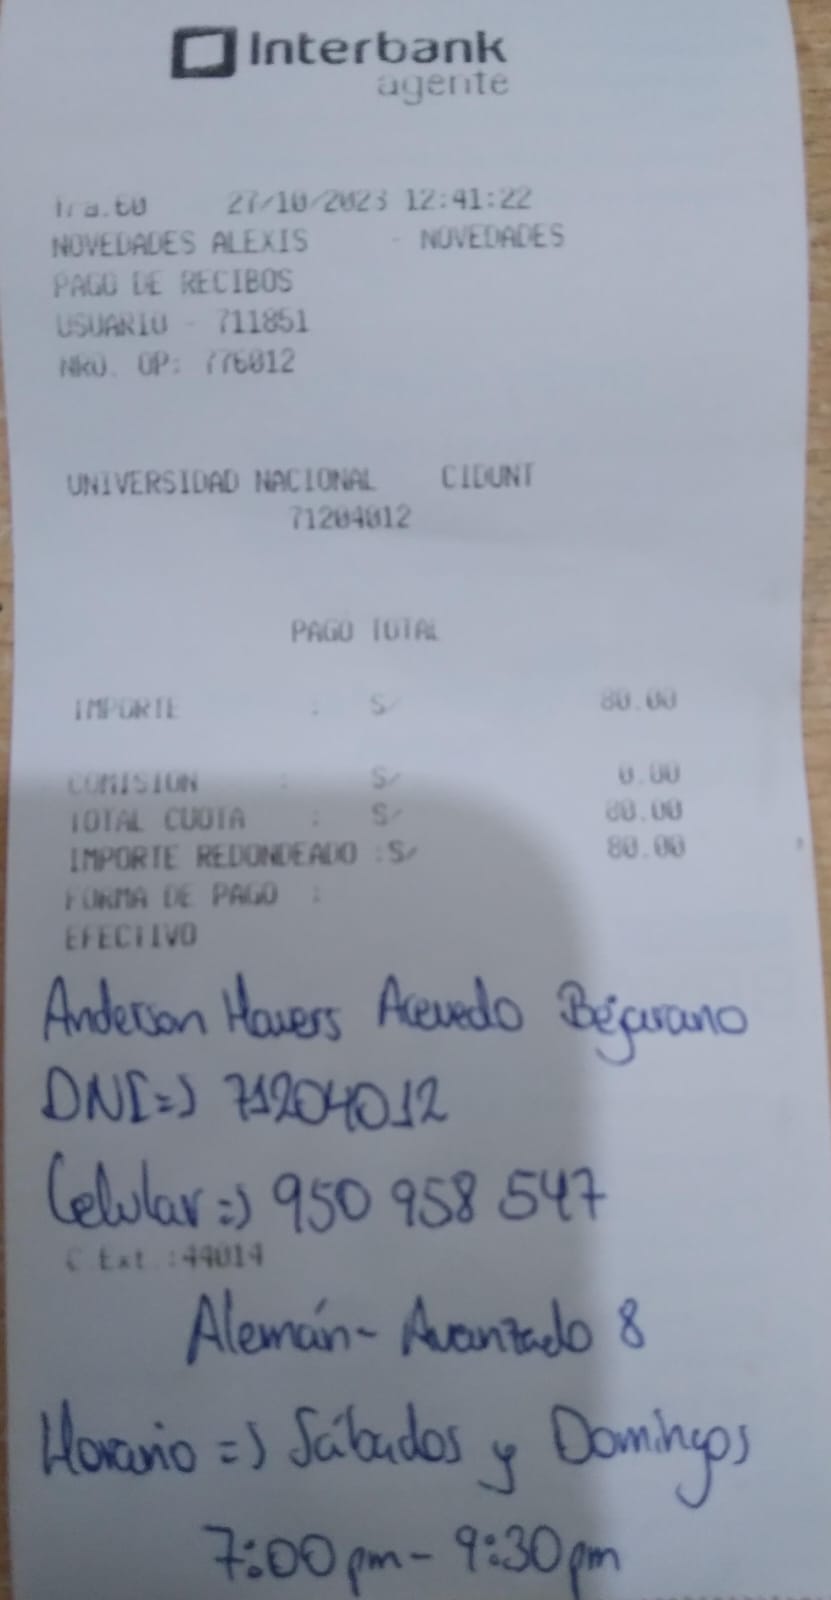 Interbank
agente
Tra.60 27/10/2023 12:41:22
NOVEDADES ALEXIS - NOVEDADES
PAGO DE RECIBOS
USUARIO - 711851
NRO. OP: 776012
UNIVERSIDAD NACIONAL CIDUNT
71204012
PAGO TOTAL
IMPORTE : S/ 80.00
COMISION : S/ 0.00
TOTAL CUOTA : S/ 80.00
IMPORTE REDONDEADO :S/ 80.00
FORMA DE PAGO :
EFECTIVO
Anderson Havers Acevedo Bejarano
DNI=> 71204012
Celular=> 950 958 547
C.Ext.:44014
Alemán- Avanzado 8
Horario => Sábados y Domingos
7:00pm- 9:30pm